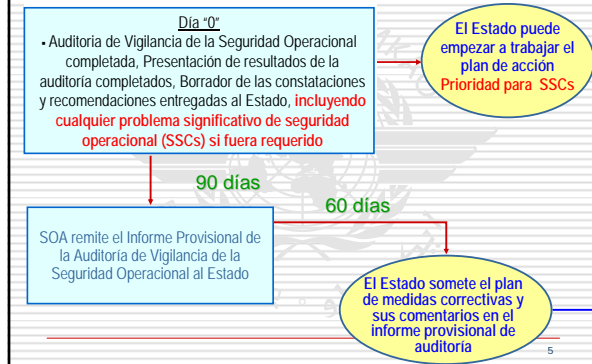 Día "0"
▪ Auditoria de Vigilancia de la Seguridad Operacional
completada, Presentación de resultados de la
auditoría completados, Borrador de las constataciones
y recomendaciones entregadas al Estado, incluyendo
cualquier problema significativo de seguridad
operacional (SSCs) si fuera requerido
El Estado puede
empezar a trabajar el
plan de acción
Prioridad para SSCs
90 días
60 días
SOA remite el Informe Provisional de
la Auditoría de Vigilancia de la
Seguridad Operacional al Estado
El Estado somete el plan
de medidas correctivas y
sus comentarios en el
informe provisional de
auditoría
5